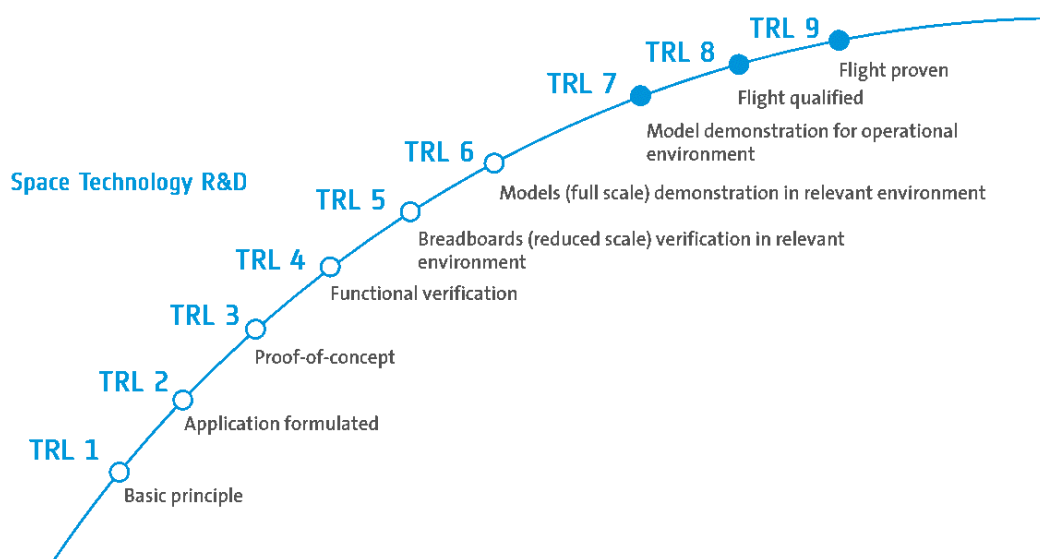 TRL 9
Flight proven
TRL 8
Flight qualified
TRL 7
Model demonstration for operational
environment
TRL 6
Models (full scale) demonstration in relevant environment
Space Technology R&D
TRL 5
Breadboards (reduced scale) verification in relevant
environment
TRL 4
Functional verification
TRL 3
Proof-of-concept
TRL 2
Application formulated
TRL 1
Basic principle